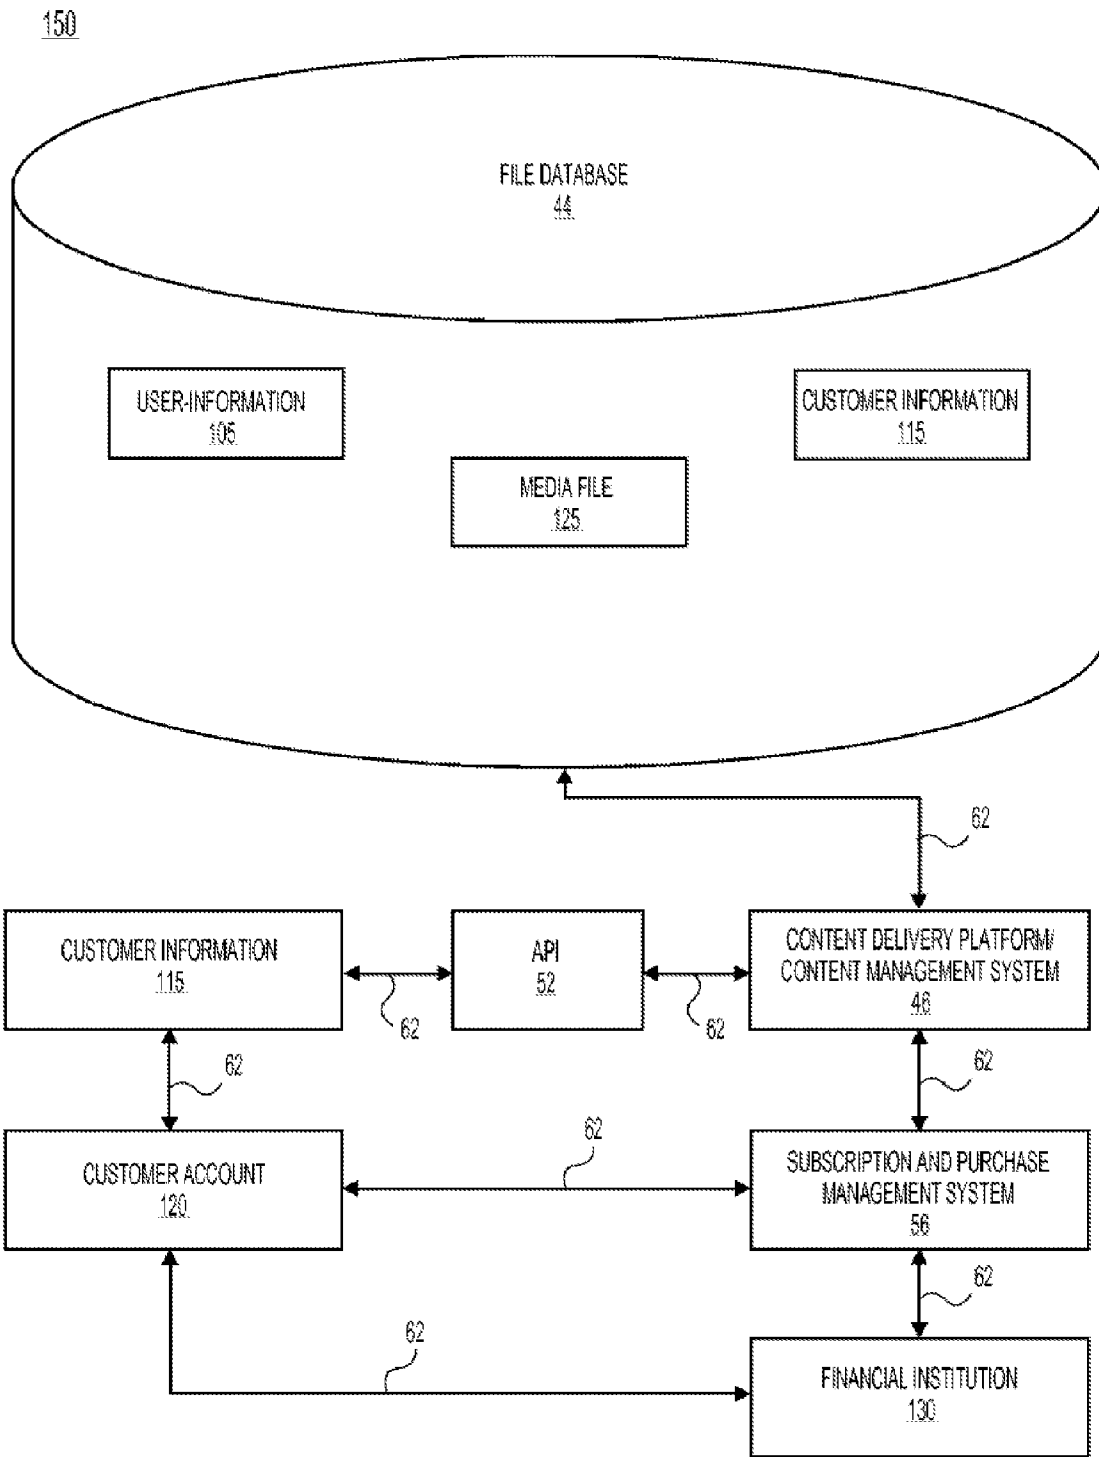 150
FILE DATABASE
44
USER-INFORMATION
105
CUSTOMER INFORMATION
115
MEDIA FILE
125
62
CUSTOMER INFORMATION
115
API
52
CONTENT DELIVERY PLATFORM/
CONTENT MANAGEMENT SYSTEM
46
62
62
62
62
CUSTOMER ACCOUNT
120
62
SUBSCRIPTION AND PURCHASE
MANAGEMENT SYSTEM
56
62
62
FINANCIAL INSTITUTION
130